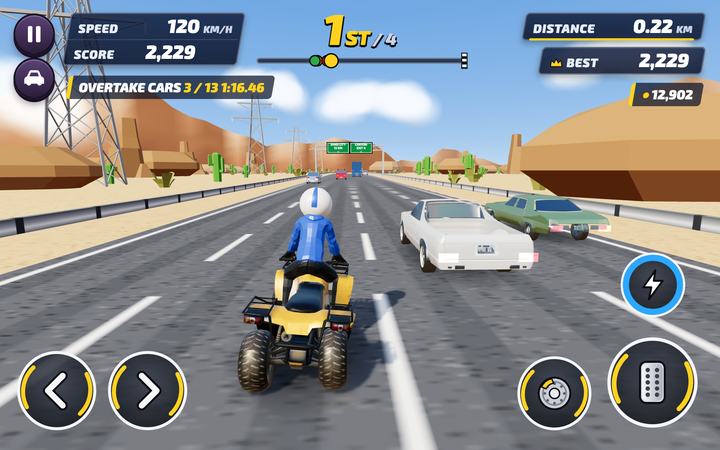 SPEED 120 KM/H
SCORE 2,229
OVERTAKE CARS 3 / 13 1:16.46
1ST / 4
DISTANCE 0.22 KM
BEST 2,229
12,902